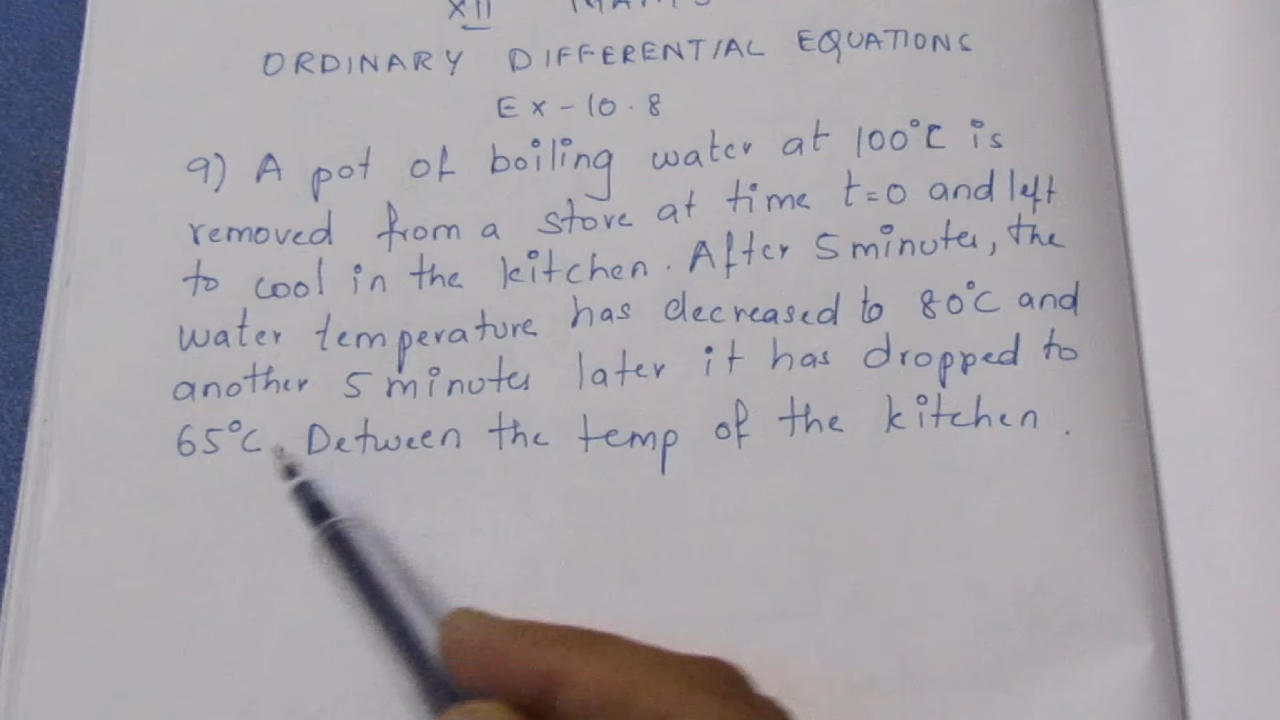 XII MATHS
ORDINARY DIFFERENTIAL EQUATIONS
Ex - 10.8
9) A pot of boiling water at 100°C is
removed from a stove at time t=0 and left
to cool in the kitchen. After 5 minutes, the
water temperature has decreased to 80°C and
another 5 minutes later it has dropped to
65°C. Detween the temp of the kitchen.